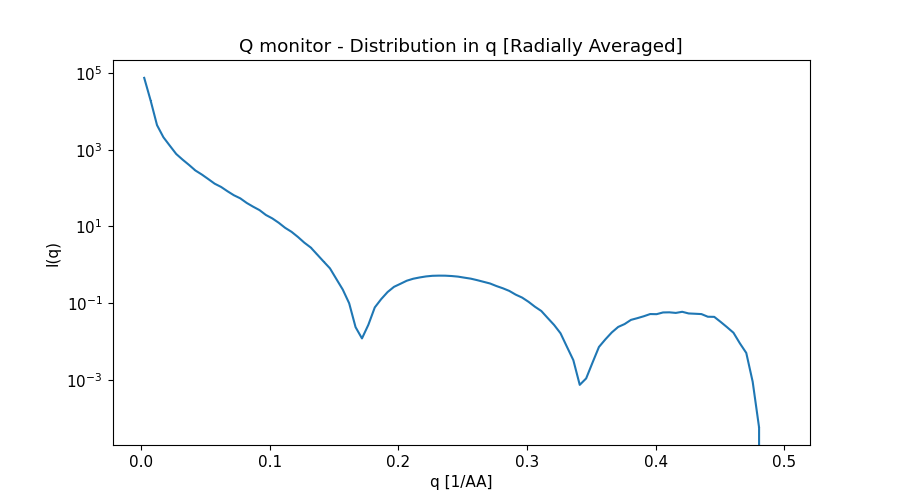 Q monitor - Distribution in q [Radially Averaged]
10^5
10^3
10^1
10^−1
10^−3
I(q)
0.0 0.1 0.2 0.3 0.4 0.5
q [1/AA]